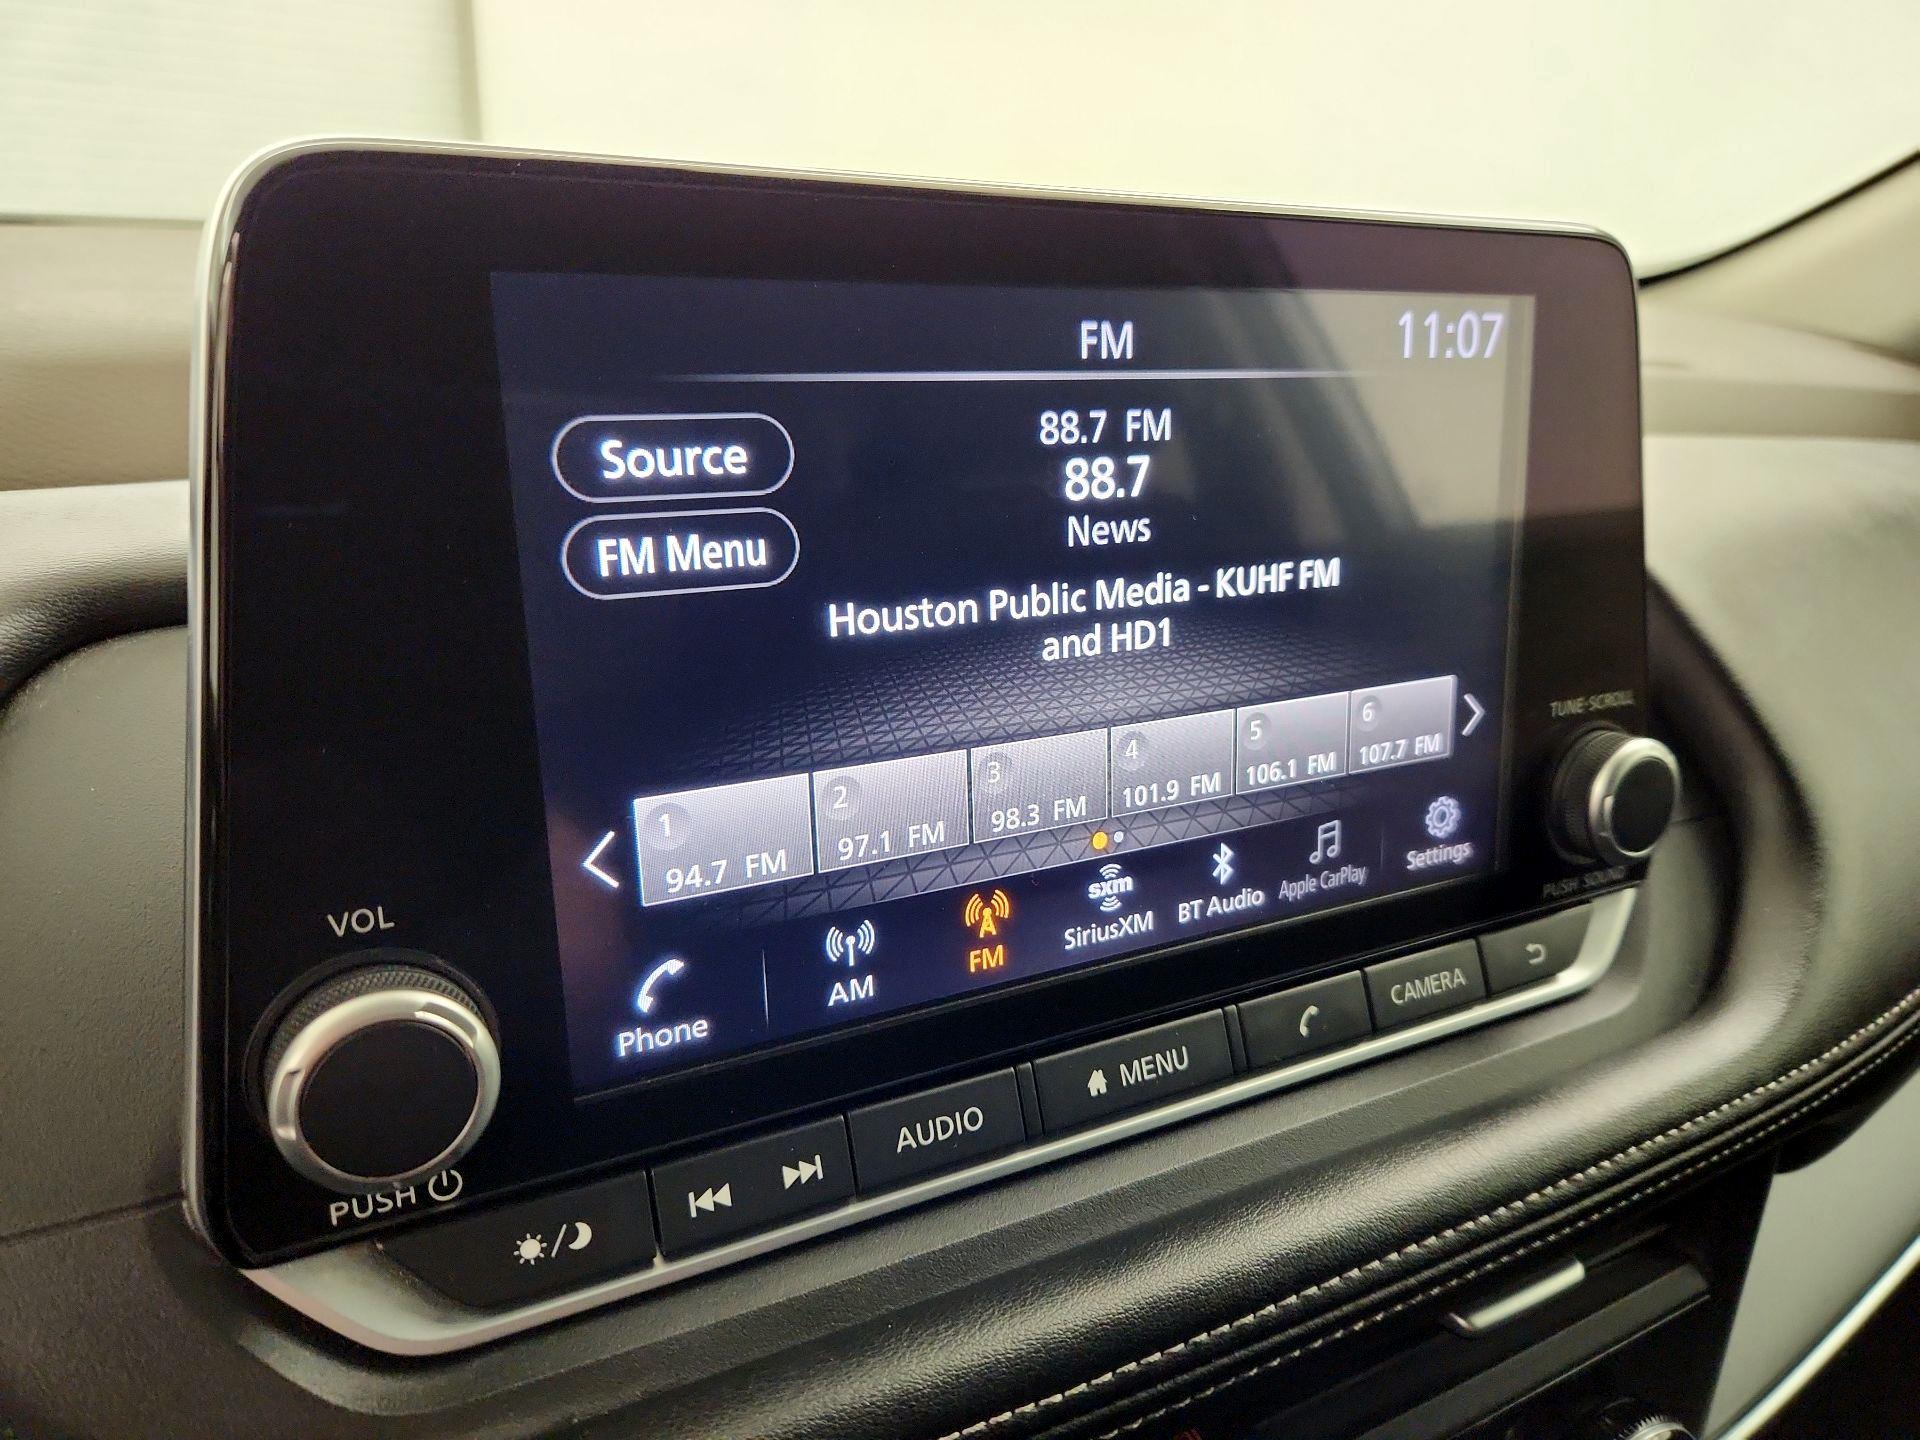 FM
11:07
Source
FM Menu
88.7 FM
88.7
News
Houston Public Media - KUHF FM
and HD1
1
94.7 FM
2
97.1 FM
3
98.3 FM
4
101.9 FM
5
106.1 FM
6
107.7 FM
Phone
AM
FM
sxm
SiriusXM
BT Audio
Apple CarPlay
Settings
VOL
PUSH
TUNE·SCROLL
PUSH SOUND
AUDIO
MENU
CAMERA